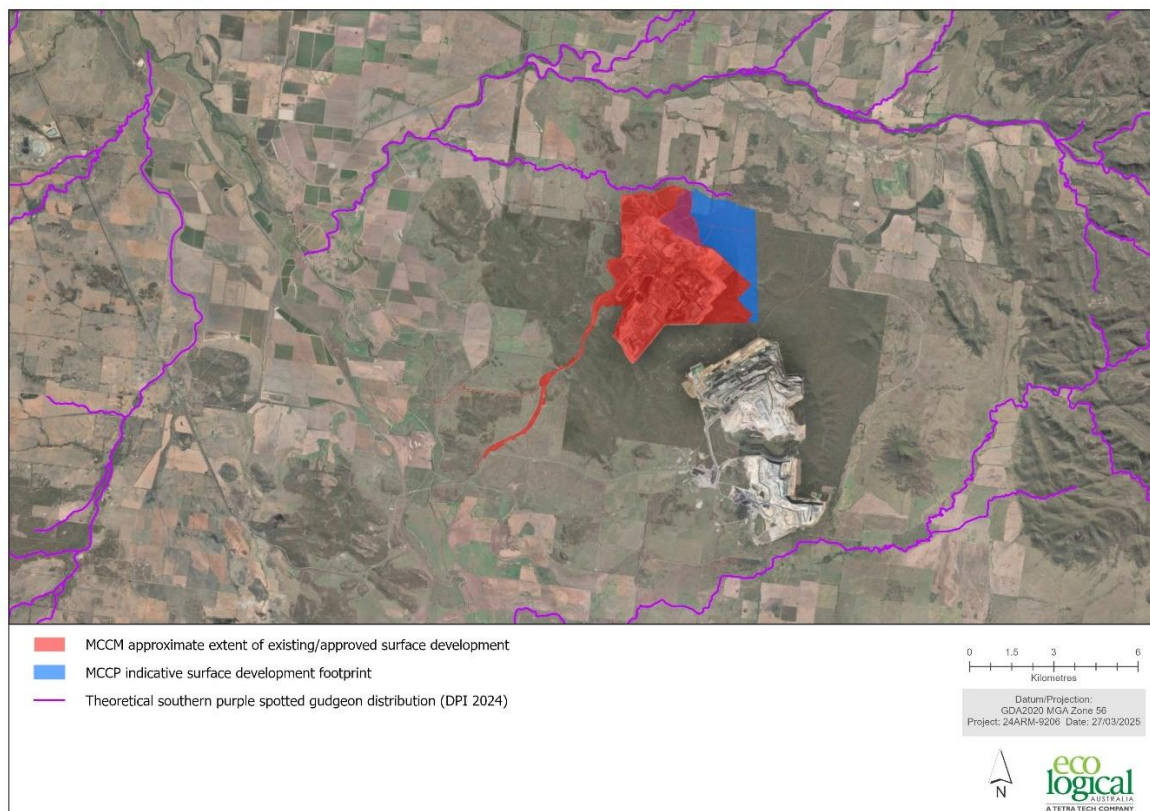 MCCM approximate extent of existing/approved surface development
MCCP indicative surface development footprint
Theoretical southern purple spotted gudgeon distribution (DPI 2024)
0 1.5 3 6
Kilometres
Datum/Projection:
GDA2020 MGA Zone 56
Project: 24ARM-9206 Date: 27/03/2025
N
eco
logical
AUSTRALIA
A TETRA TECH COMPANY